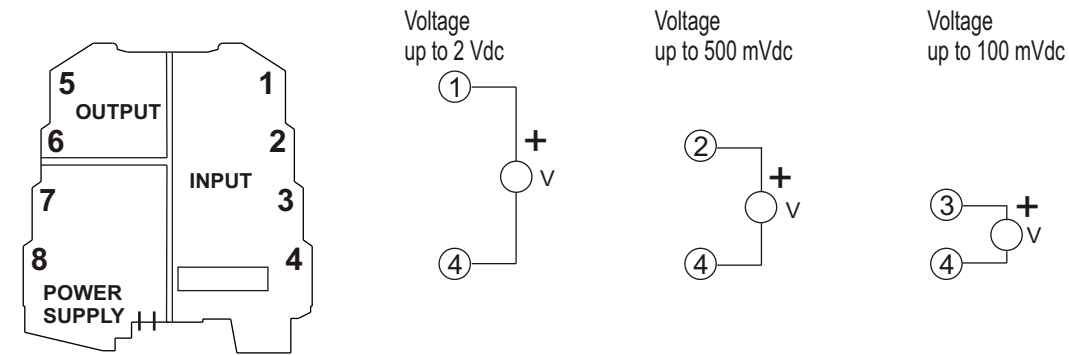 5
OUTPUT
6
7
8
POWER
SUPPLY
1
2
INPUT
3
4
Voltage
up to 2 Vdc
1
+
V
4
Voltage
up to 500 mVdc
2
+
V
4
Voltage
up to 100 mVdc
3
+
V
4